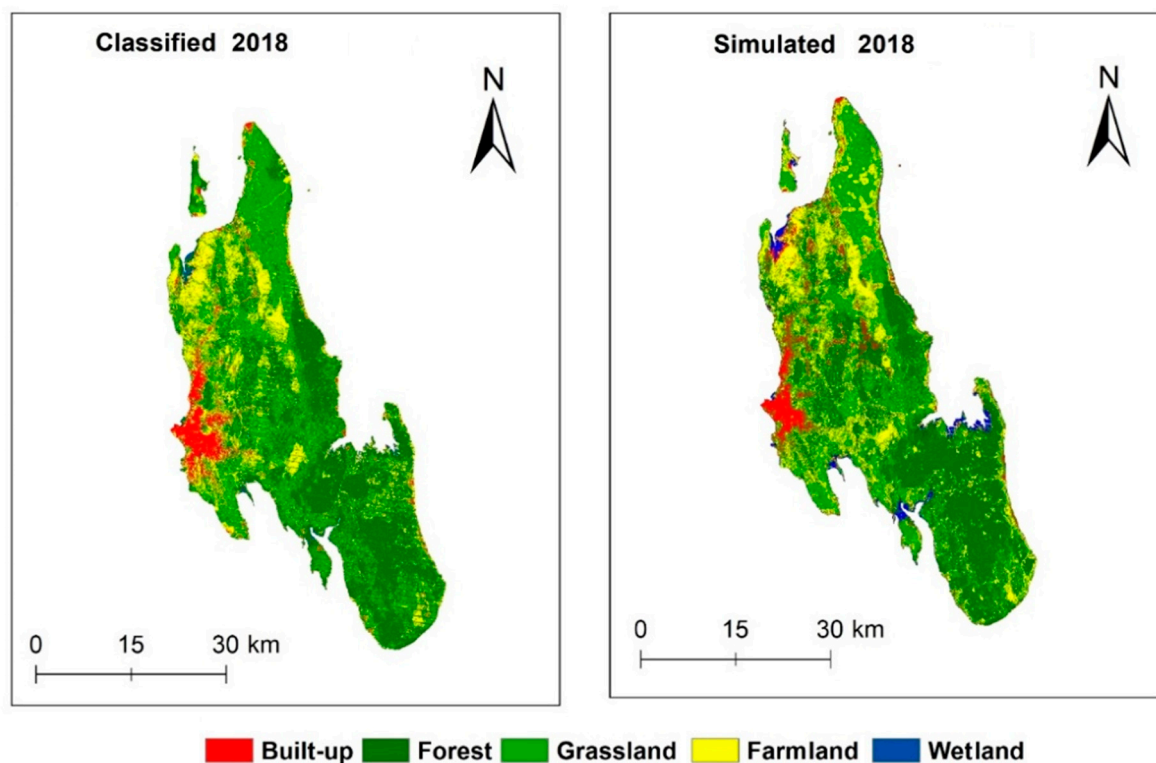 Classified 2018
Simulated 2018
N
N
0 15 30 km
0 15 30 km
Built-up Forest Grassland Farmland Wetland